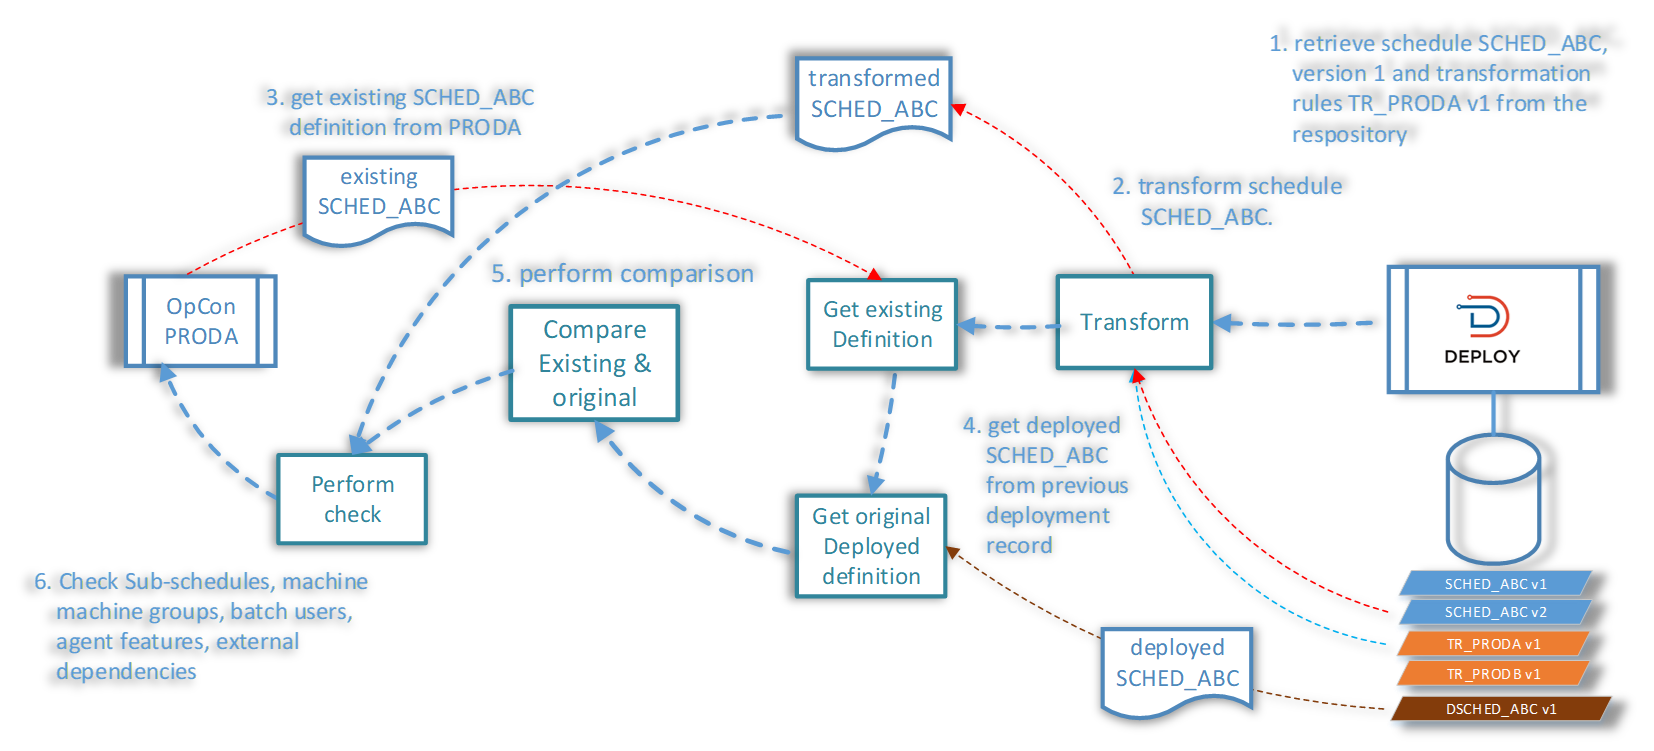 1. retrieve schedule SCHED_ABC,
version 1 and transformation
rules TR_PRODA v1 from the
respository
transformed
SCHED_ABC
3. get existing SCHED_ABC
definition from PRODA
existing
SCHED_ABC
2. transform schedule
SCHED_ABC.
5. perform comparison
OpCon
PRODA
Compare
Existing &
original
Get existing
Definition
Transform
DEPLOY
4. get deployed
SCHED_ABC
from previous
deployment
record
Perform
check
Get original
Deployed
definition
6. Check Sub-schedules, machine
machine groups, batch users,
agent features, external
dependencies
deployed
SCHED_ABC
SCHED_ABC v1
SCHED_ABC v2
TR_PRODA v1
TR_PRODB v1
DSCHED_ABC v1